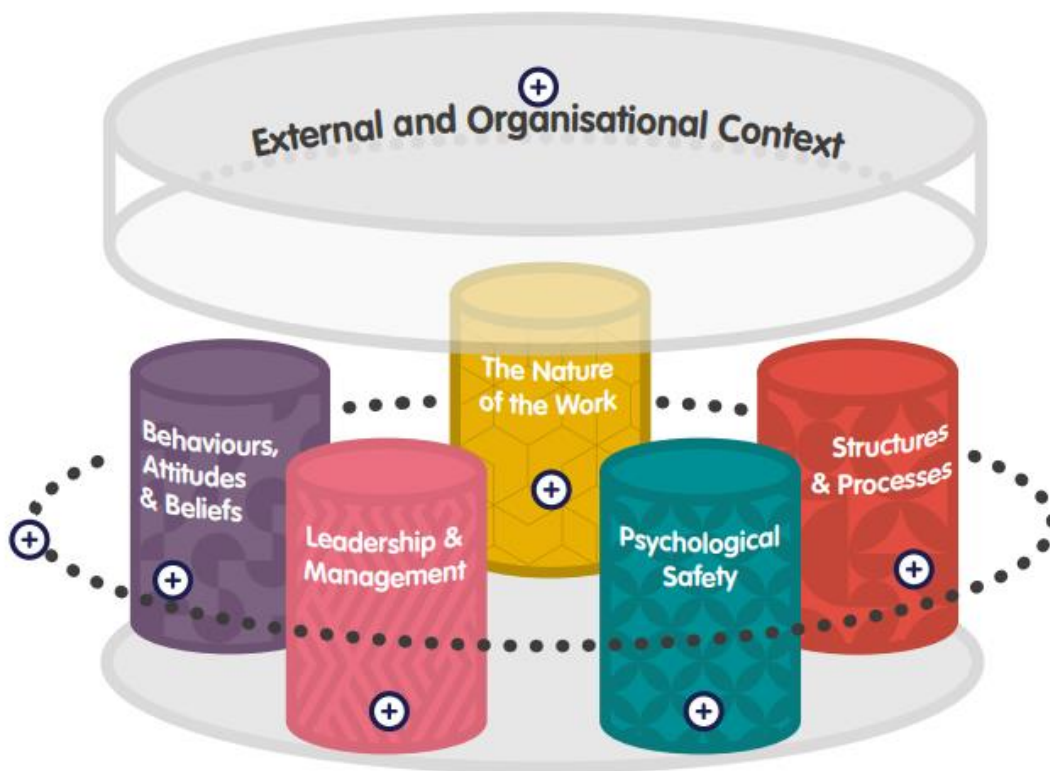 External and Organisational Context
The Nature
of the Work
Behaviours,
Attitudes
& Beliefs
Structures
& Processes
Leadership &
Management
Psychological
Safety